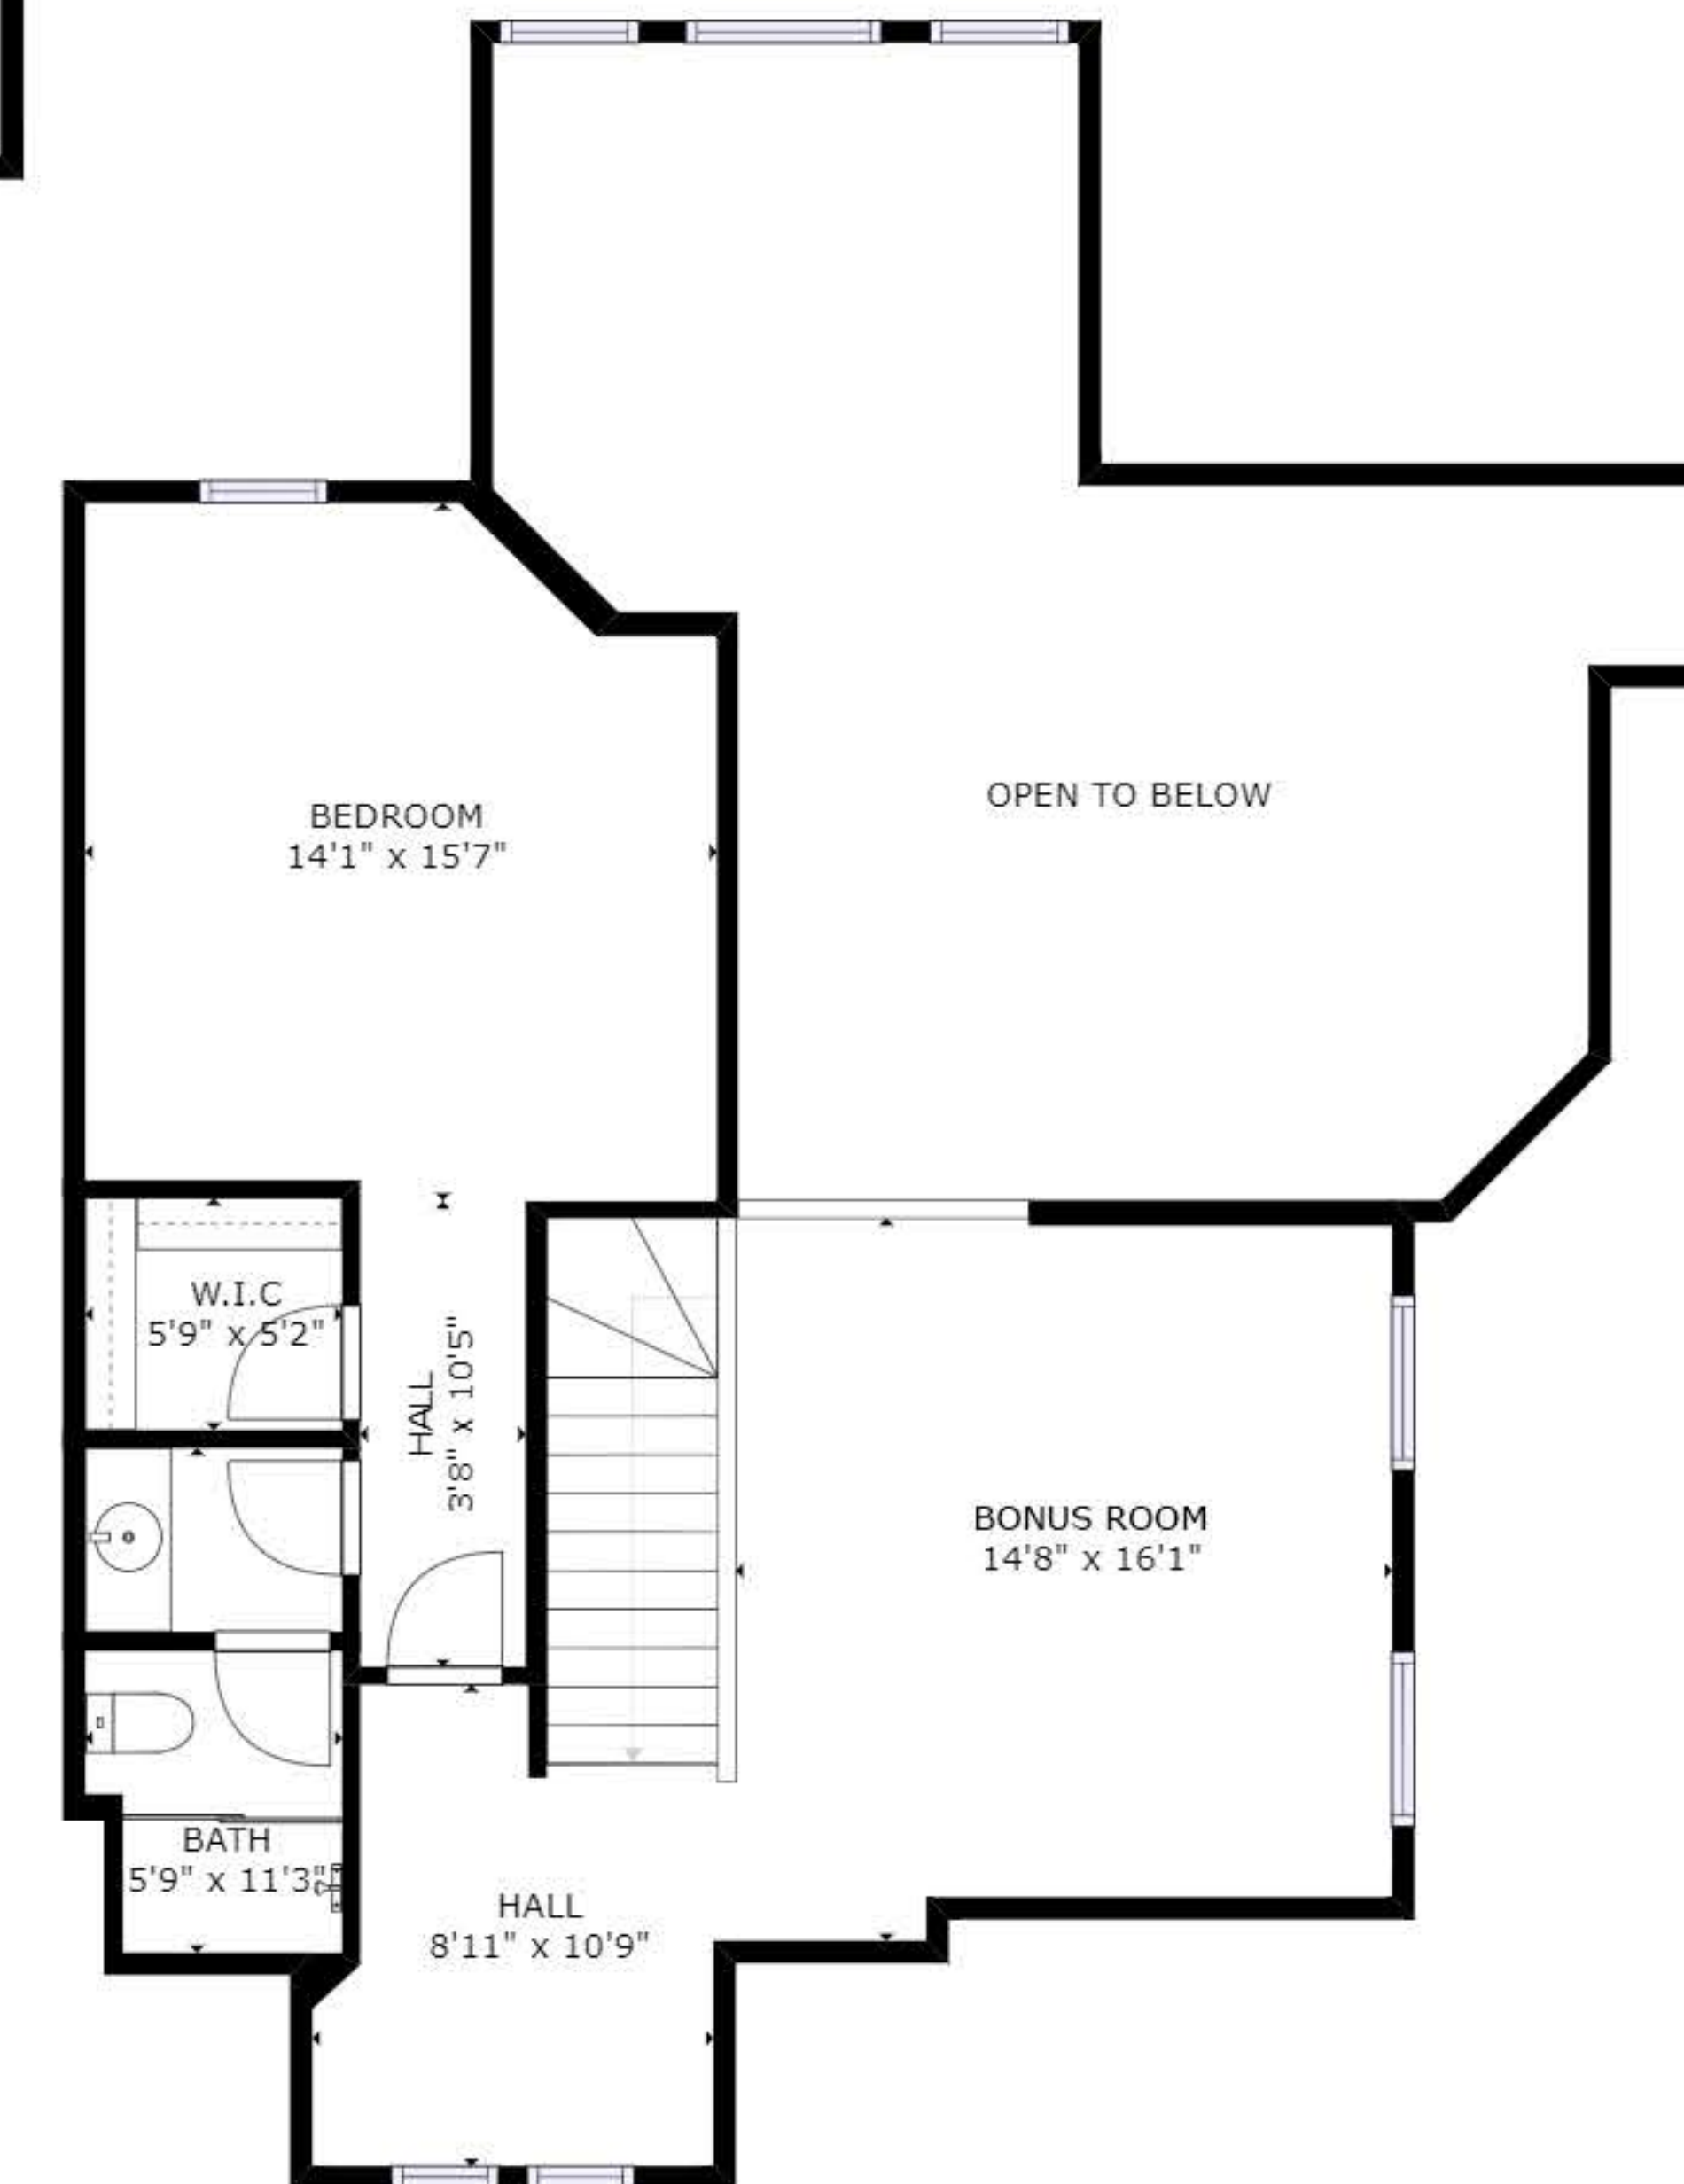 OPEN TO BELOW
BEDROOM
14'1" x 15'7"
W.I.C
5'9" x 5'2"
HALL
3'8" x 10'5"
BONUS ROOM
14'8" x 16'1"
BATH
5'9" x 11'3"
HALL
8'11" x 10'9"